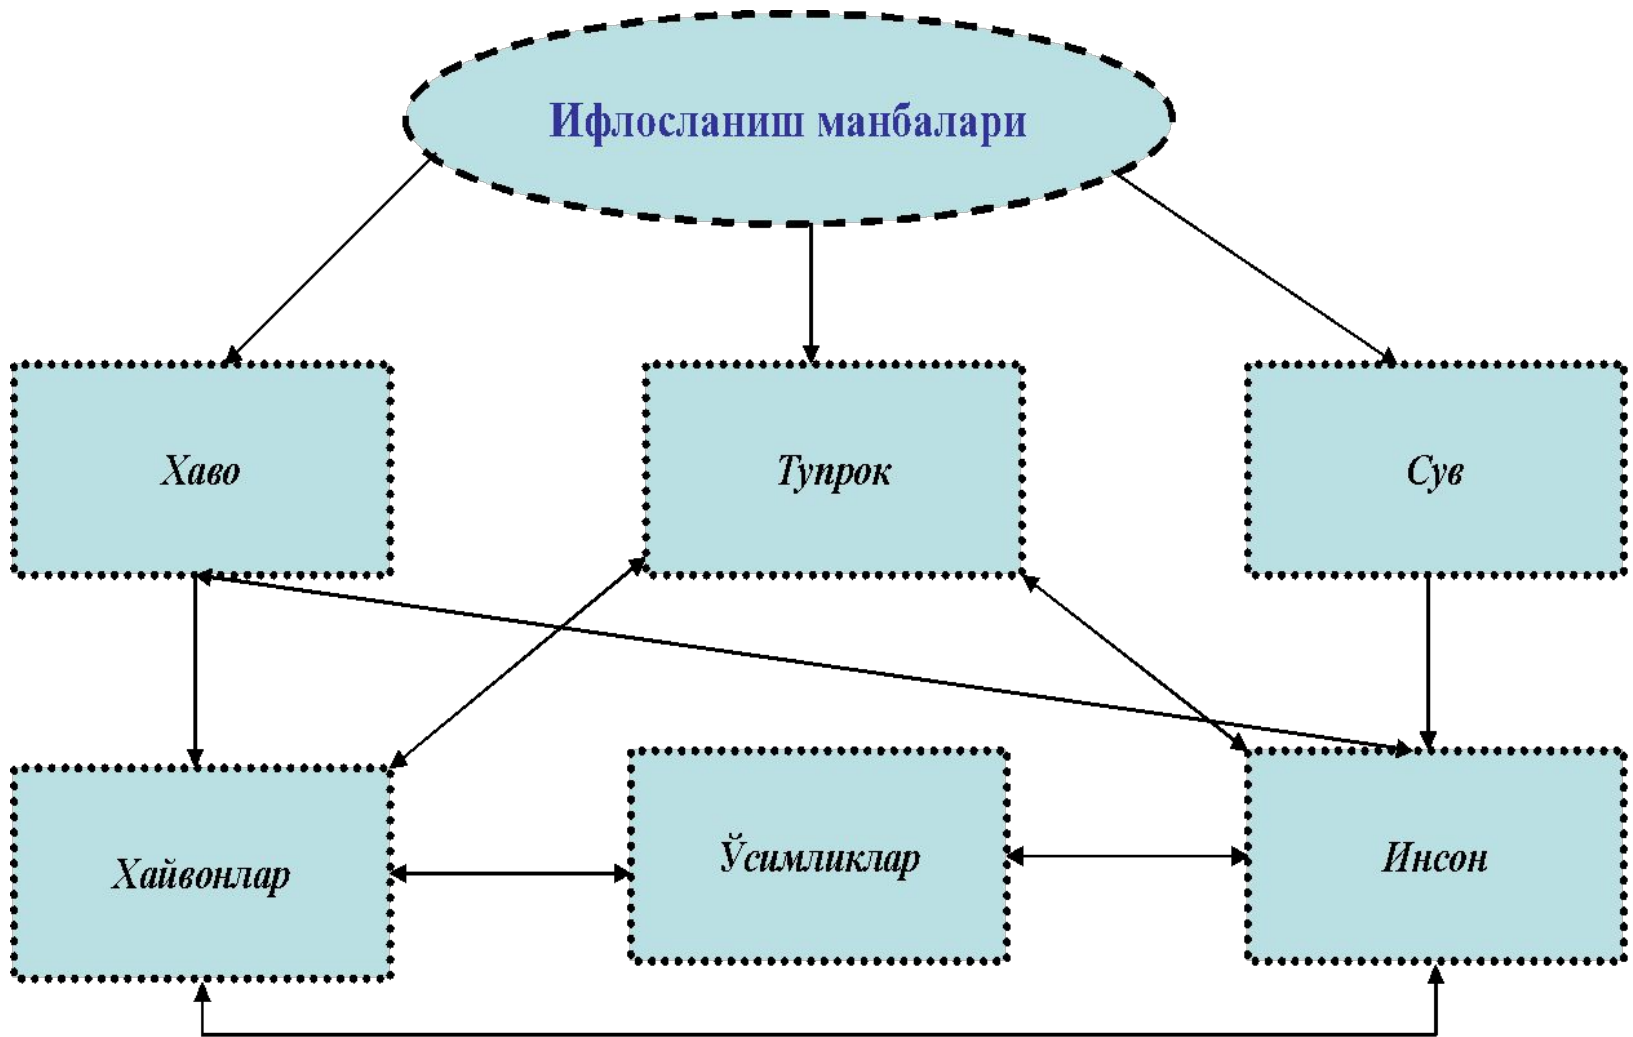 Ифлосланиш манбалари
Хаво
Тупрок
Сув
Хайвонлар
Ўсимликлар
Инсон